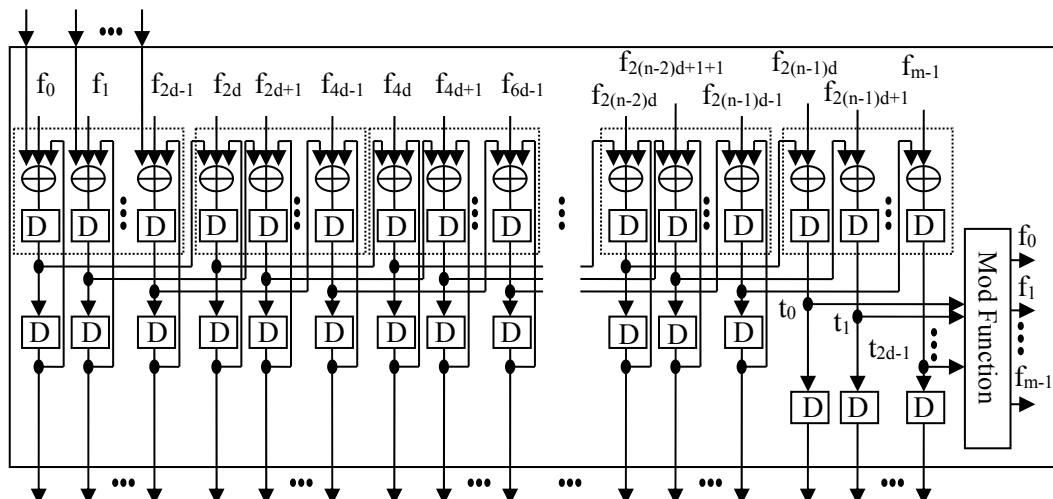 f2(n-2)d+1+1 f2(n-1)d
f0 f1 f2d-1 f2d f2d+1 f4d-1 f4d f4d+1 f6d-1 f2(n-2)d f2(n-1)d-1 f2(n-1)d+1 fm-1
D D D D D D D D D D D D D D D
D D D D D D D D D D D D
t0
t1
t2d-1
D D D
Mod Function
f0
f1
fm-1